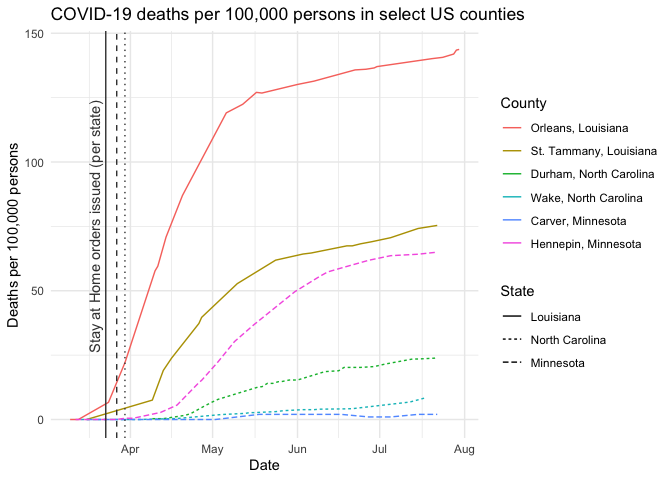 COVID-19 deaths per 100,000 persons in select US counties
150
100
50
0
Deaths per 100,000 persons
Stay at Home orders issued (per state)
Apr May Jun Jul Aug
Date
County
Orleans, Louisiana
St. Tammany, Louisiana
Durham, North Carolina
Wake, North Carolina
Carver, Minnesota
Hennepin, Minnesota
State
Louisiana
North Carolina
Minnesota